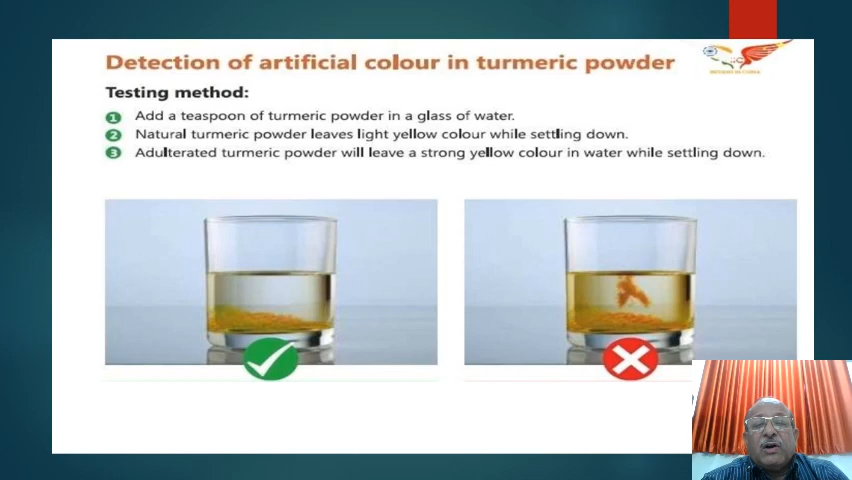 Detection of artificial colour in turmeric powder
Testing method:
1 Add a teaspoon of turmeric powder in a glass of water.
2 Natural turmeric powder leaves light yellow colour while settling down.
3 Adulterated turmeric powder will leave a strong yellow colour in water while settling down.